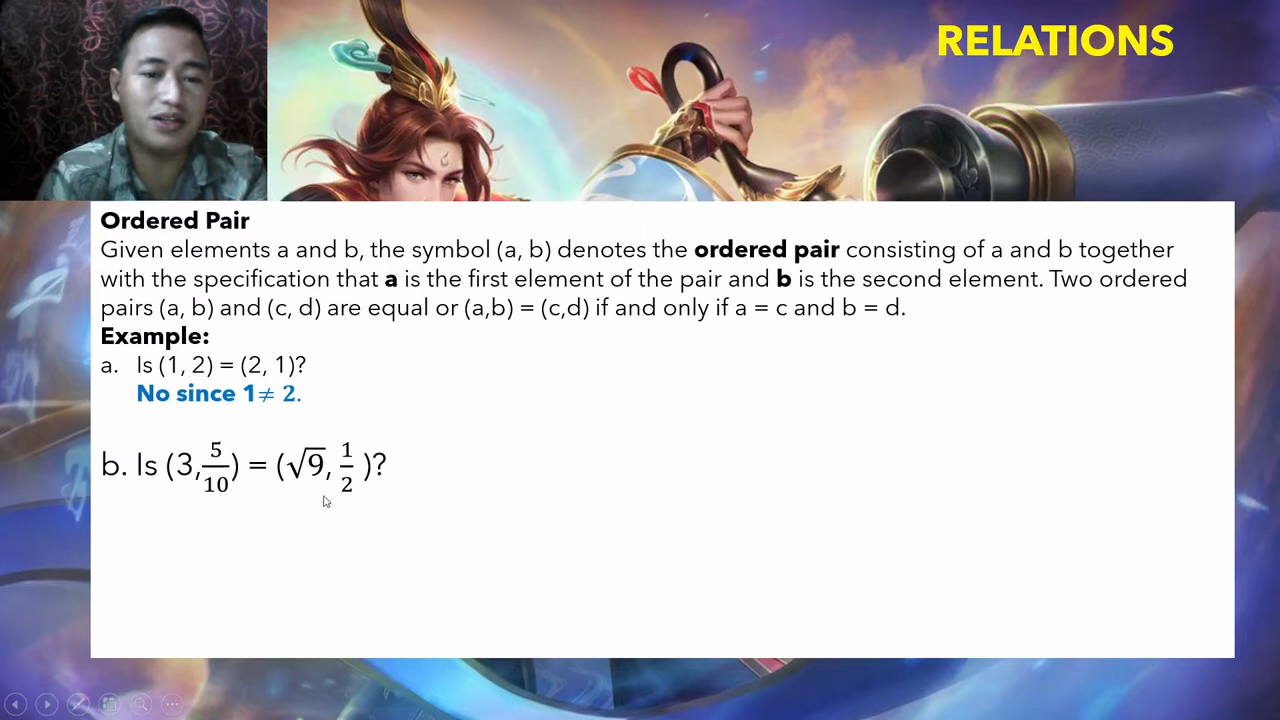 RELATIONS
Ordered Pair
Given elements a and b, the symbol (a, b) denotes the ordered pair consisting of a and b together
with the specification that a is the first element of the pair and b is the second element. Two ordered
pairs (a, b) and (c, d) are equal or (a,b) = (c,d) if and only if a = c and b = d.
Example:
a. Is (1, 2) = (2, 1)?
No since 1≠ 2.
b. Is (3,5/10) = (√9, 1/2 )?